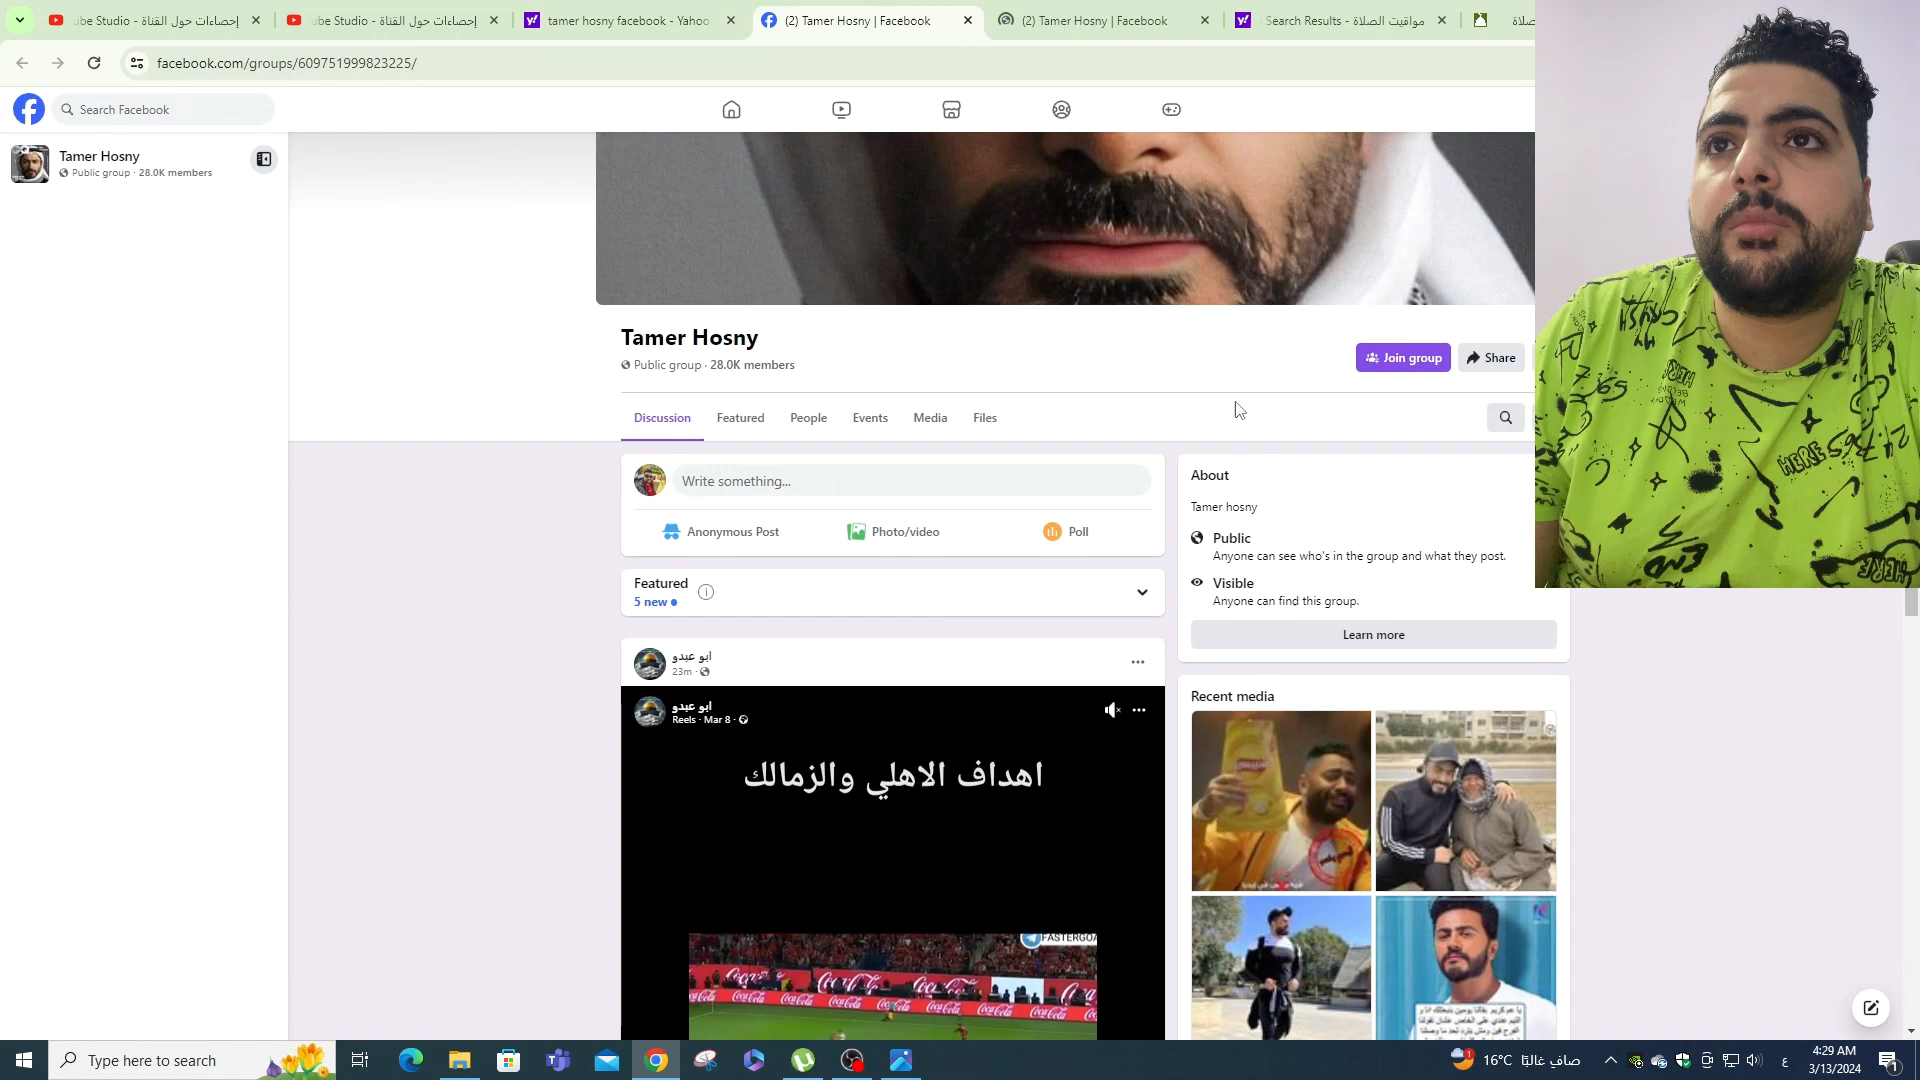 ube Studio - إحصاءات حول القناة
ube Studio - إحصاءات حول القناة
tamer hosny facebook - Yahoo
(2) Tamer Hosny | Facebook
(2) Tamer Hosny | Facebook
Search Results - مواقيت الصلاة
صلاة
facebook.com/groups/609751999823225/
Search Facebook
Tamer Hosny
Public group · 28.0K members
Tamer Hosny
Public group · 28.0K members
Join group
Share
Discussion
Featured
People
Events
Media
Files
Write something...
Anonymous Post
Photo/video
Poll
Featured
5 new
ابو عبدو
23m
ابو عبدو
Reels · Mar 8
اهداف الاهلي والزمالك
FASTERGOA
Coca-Cola
About
Tamer hosny
Public
Anyone can see who's in the group and what they post.
Visible
Anyone can find this group.
Learn more
Recent media
HERE
Type here to search
16°C صافٍ غالبًا
ع
4:29 AM
3/13/2024
1